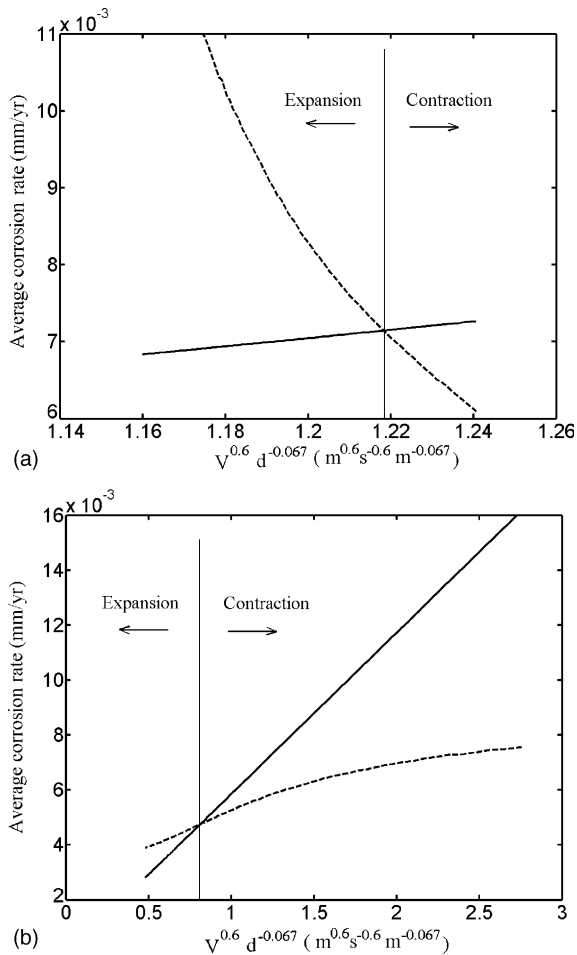 11 x 10^-3
10
9
8
7
6
1.14 1.16 1.18 1.2 1.22 1.24 1.26
Average corrosion rate (mm/yr)
Expansion Contraction
(a) V^0.6 d^-0.067 ( m^0.6 s^-0.6 m^-0.067)
16 x 10^-3
14
12
10
8
6
4
2
0 0.5 1 1.5 2 2.5 3
Average corrosion rate (mm/yr)
Expansion Contraction
(b) V^0.6 d^-0.067 (m^0.6 s^-0.6 m^-0.067)